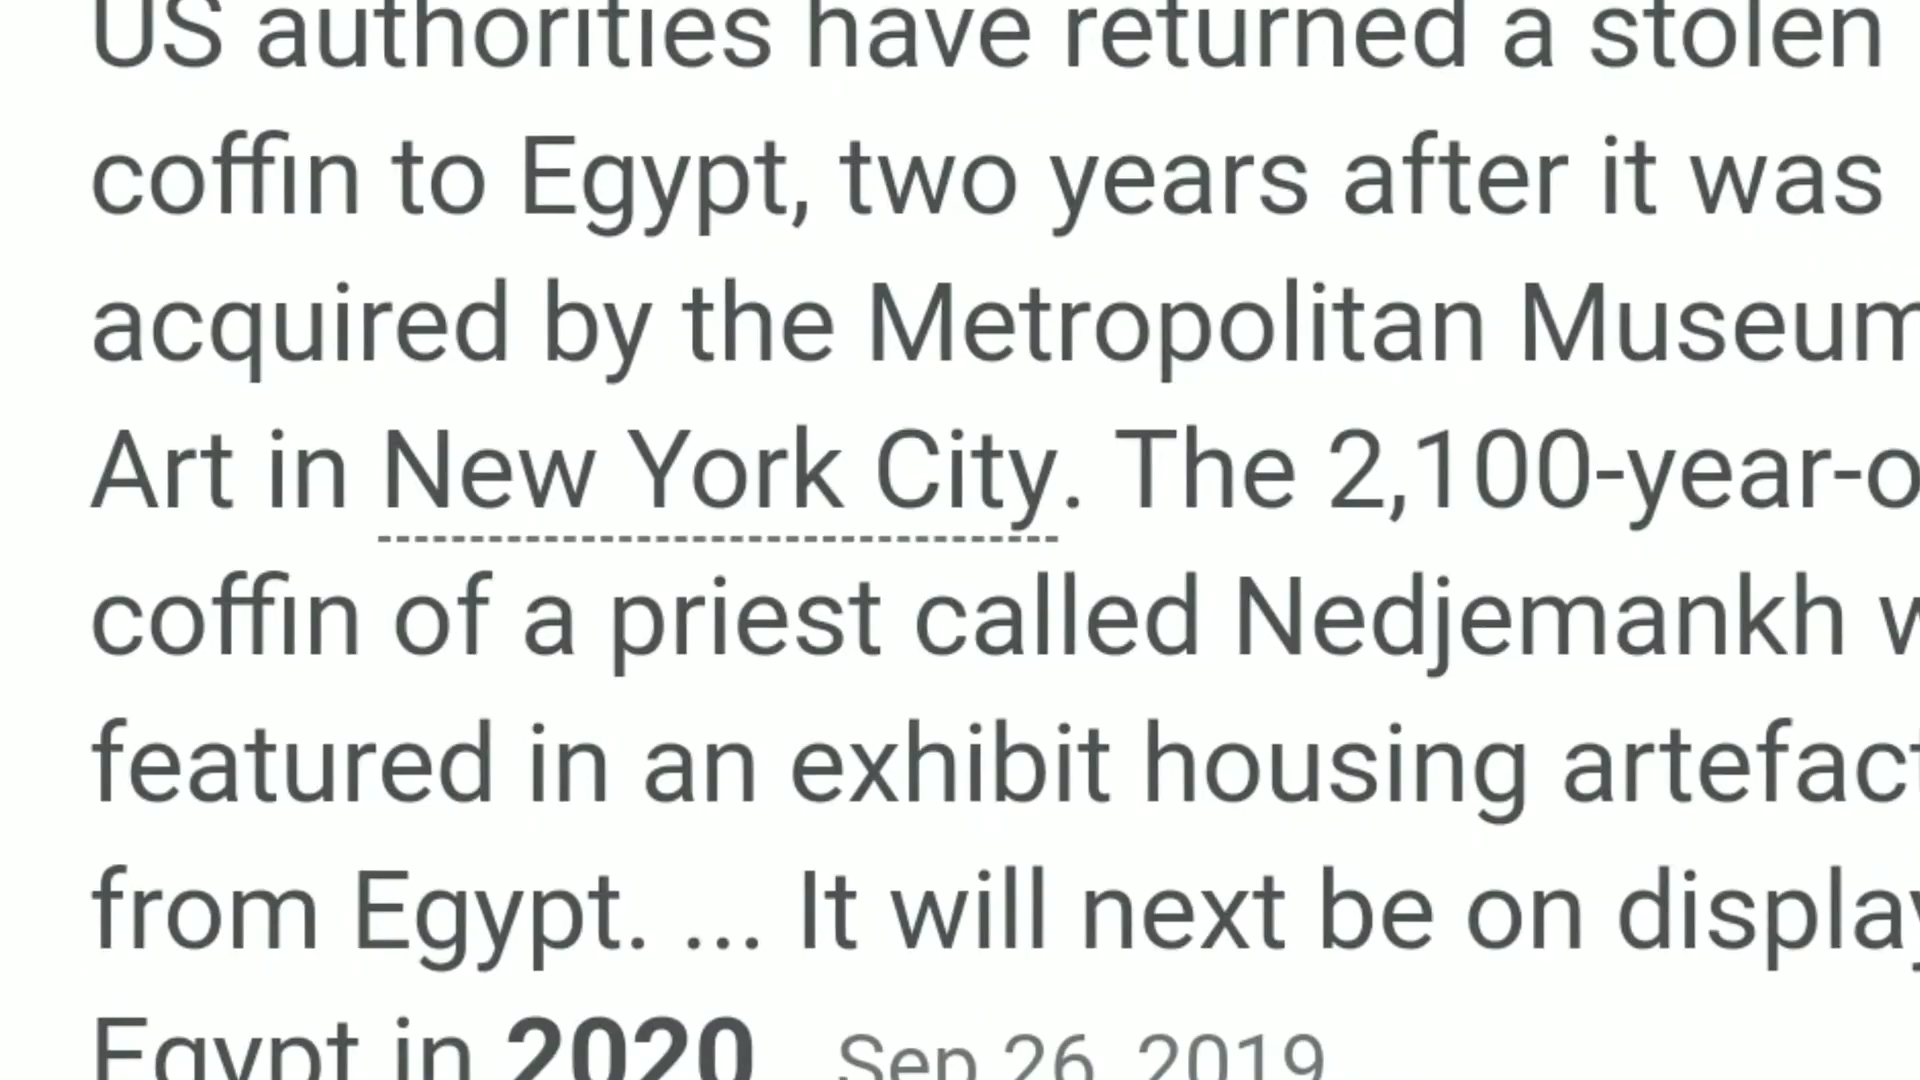 US authorities have returned a stolen
coffin to Egypt, two years after it was
acquired by the Metropolitan Museum
Art in New York City. The 2,100-year-o
coffin of a priest called Nedjemankh w
featured in an exhibit housing artefact
from Egypt. ... It will next be on display
Egypt in 2020 Sep 26, 2019